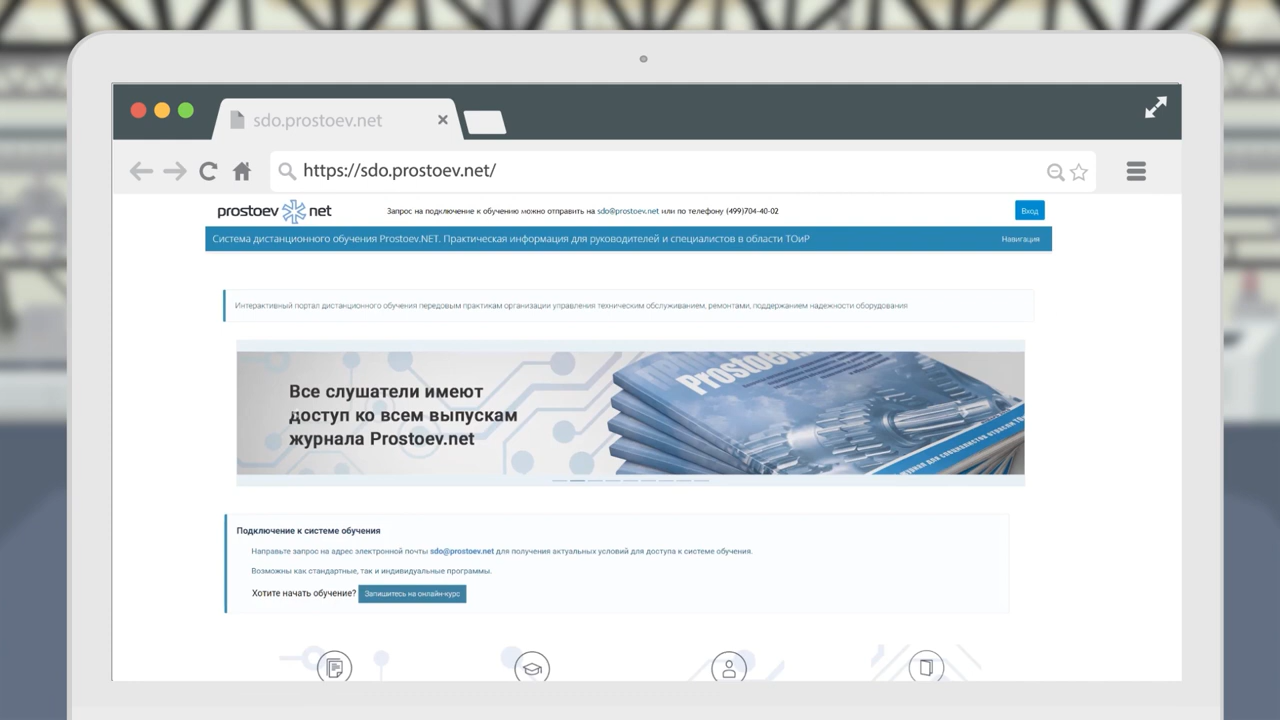 sdo.prostoev.net
https://sdo.prostoev.net/
prostoev net
Запрос на подключение к обучению можно отправить на sdo@prostoev.net или по телефону (499)704-40-02
Вход
Система дистанционного обучения Prostoev.NET. Практическая информация для руководителей и специалистов в области ТОиР
Навигация
Интерактивный портал дистанционного обучения передовым практикам организации управления техническим обслуживанием, ремонтами, поддержанием надежности оборудования
Все слушатели имеют
доступ ко всем выпускам
журнала Prostoev.net
Prostoev
Подключение к системе обучения
Направьте запрос на адрес электронной почты sdo@prostoev.net для получения актуальных условий для доступа к системе обучения.
Возможны как стандартные, так и индивидуальные программы.
Хотите начать обучение? Запишитесь на онлайн-курс